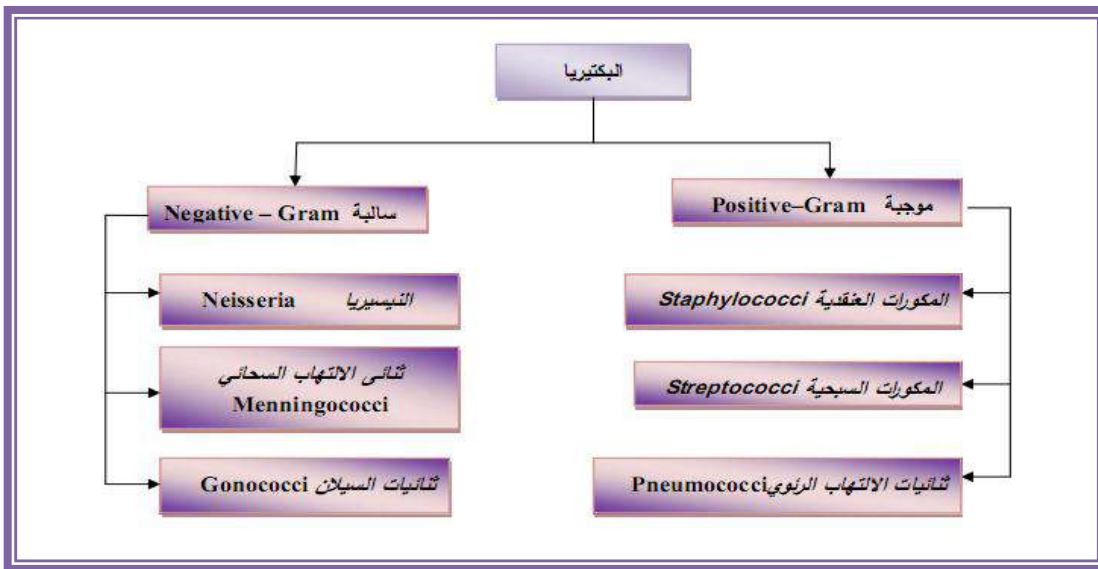 البكتيريا
موجبة Positive–Gram
سالبة Negative – Gram
المكورات العنقدية Staphylococci
المكورات السبحية Streptococci
ثنائيات الالتهاب الرئوي Pneumococci
النيسيريا Neisseria
ثنائى الالتهاب السحائي
Menningococci
ثنائيات السيلان Gonococci